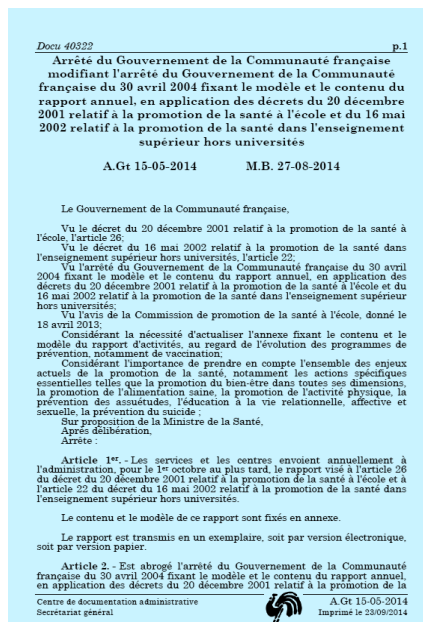 Docu 40322 p.1
Arrêté du Gouvernement de la Communauté française
modifiant l'arrêté du Gouvernement de la Communauté
française du 30 avril 2004 fixant le modèle et le contenu du
rapport annuel, en application des décrets du 20 décembre
2001 relatif à la promotion de la santé à l'école et du 16 mai
2002 relatif à la promotion de la santé dans l'enseignement
supérieur hors universités
A.Gt 15-05-2014 M.B. 27-08-2014
Le Gouvernement de la Communauté française,
Vu le décret du 20 décembre 2001 relatif à la promotion de la santé à
l'école, l'article 26;
Vu le décret du 16 mai 2002 relatif à la promotion de la santé dans
l'enseignement supérieur hors universités, l'article 22;
Vu l'arrêté du Gouvernement de la Communauté française du 30 avril
2004 fixant le modèle et le contenu du rapport annuel, en application des
décrets du 20 décembre 2001 relatif à la promotion de la santé à l'école et du
16 mai 2002 relatif à la promotion de la santé dans l'enseignement supérieur
hors universités;
Vu l'avis de la Commission de promotion de la santé à l'école, donné le
18 avril 2013;
Considérant la nécessité d'actualiser l'annexe fixant le contenu et le
modèle du rapport d'activités, au regard de l'évolution des programmes de
prévention, notamment de vaccination;
Considérant l'importance de prendre en compte l'ensemble des enjeux
actuels de la promotion de la santé, notamment les actions spécifiques
essentielles telles que la promotion du bien-être dans toutes ses dimensions,
la promotion de l'alimentation saine, la promotion de l'activité physique, la
prévention des assuétudes, l'éducation à la vie relationnelle, affective et
sexuelle, la prévention du suicide ;
Sur proposition de la Ministre de la Santé,
Après délibération,
Arrête :
Article 1er. - Les services et les centres envoient annuellement à
l'administration, pour le 1er octobre au plus tard, le rapport visé à l'article 26
du décret du 20 décembre 2001 relatif à la promotion de la santé à l'école et à
l'article 22 du décret du 16 mai 2002 relatif à la promotion de la santé dans
l'enseignement supérieur hors universités.
Le contenu et le modèle de ce rapport sont fixés en annexe.
Le rapport est transmis en un exemplaire, soit par version électronique,
soit par version papier.
Article 2. - Est abrogé l'arrêté du Gouvernement de la Communauté
française du 30 avril 2004 fixant le modèle et le contenu du rapport annuel,
en application des décrets du 20 décembre 2001 relatif à la promotion de la
Centre de documentation administrative A.Gt 15-05-2014
Secrétariat général Imprimé le 23/09/2014